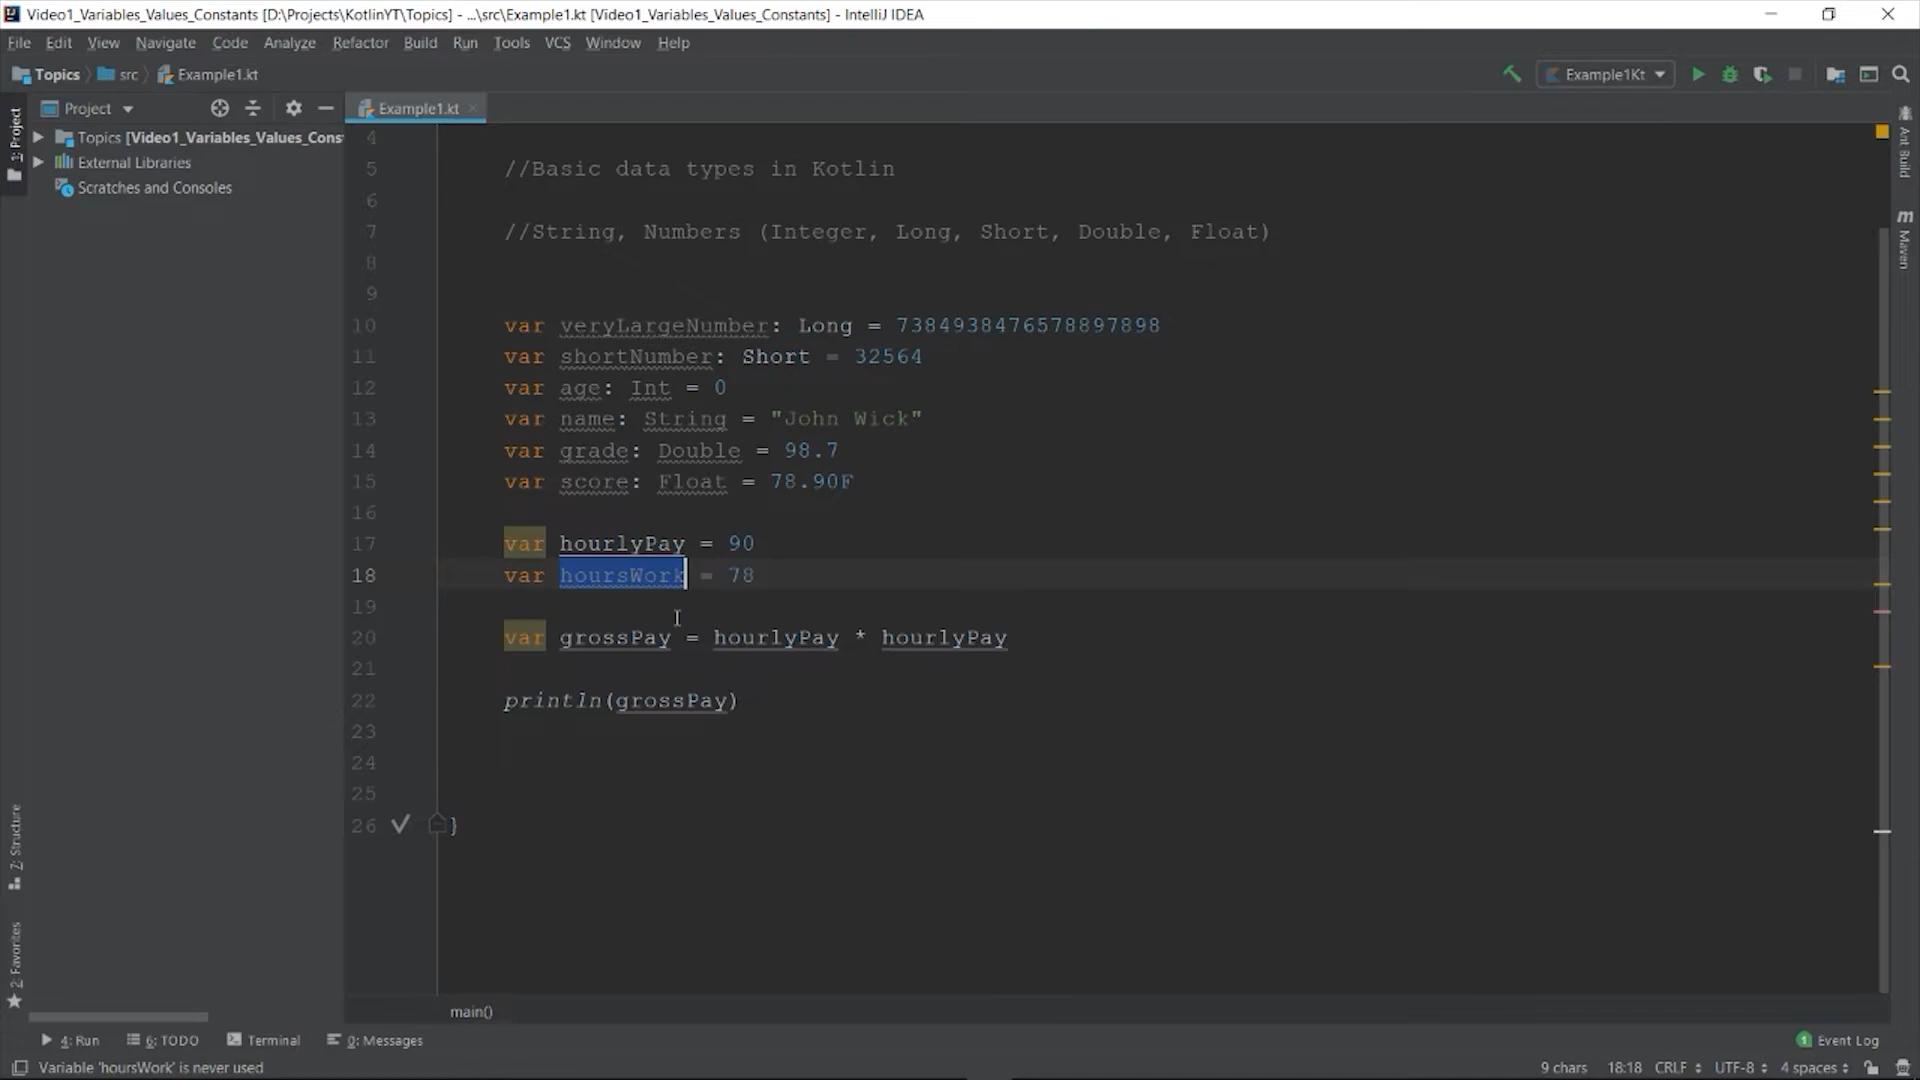 Video1_Variables_Values_Constants [D:\Projects\KotlinYT\Topics] - ...\src\Example1.kt [Video1_Variables_Values_Constants] - IntelliJ IDEA
File Edit View Navigate Code Analyze Refactor Build Run Tools VCS Window Help
Topics src Example1.kt Example1Kt
Project Example1.kt
1: Project
Topics [Video1_Variables_Values_Cons
External Libraries
Scratches and Consoles
Ant Build
m Maven
4
5 //Basic data types in Kotlin
6
7 //String, Numbers (Integer, Long, Short, Double, Float)
8
9
10 var veryLargeNumber: Long = 7384938476578897898
11 var shortNumber: Short = 32564
12 var age: Int = 0
13 var name: String = "John Wick"
14 var grade: Double = 98.7
15 var score: Float = 78.90F
16
17 var hourlyPay = 90
18 var hoursWork = 78
19
20 var grossPay = hourlyPay * hourlyPay
21
22 println(grossPay)
23
24
25
26 }
7: Structure
2: Favorites
main()
4: Run 6: TODO Terminal 0: Messages 1 Event Log
Variable 'hoursWork' is never used 9 chars 18:18 CRLF UTF-8 4 spaces